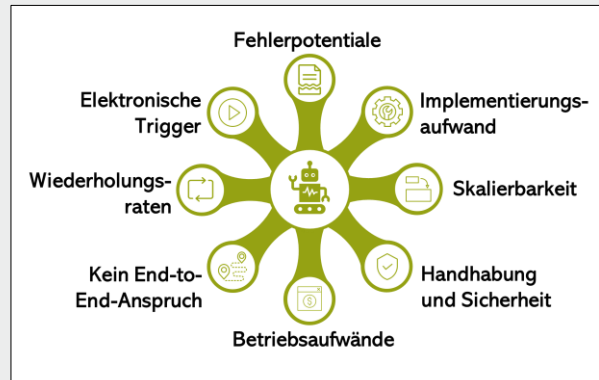 Fehlerpotentiale
Elektronische
Trigger
Implementierungs-
aufwand
Wiederholungs-
raten
Skalierbarkeit
Kein End-to-
End-Anspruch
Handhabung
und Sicherheit
Betriebsaufwände